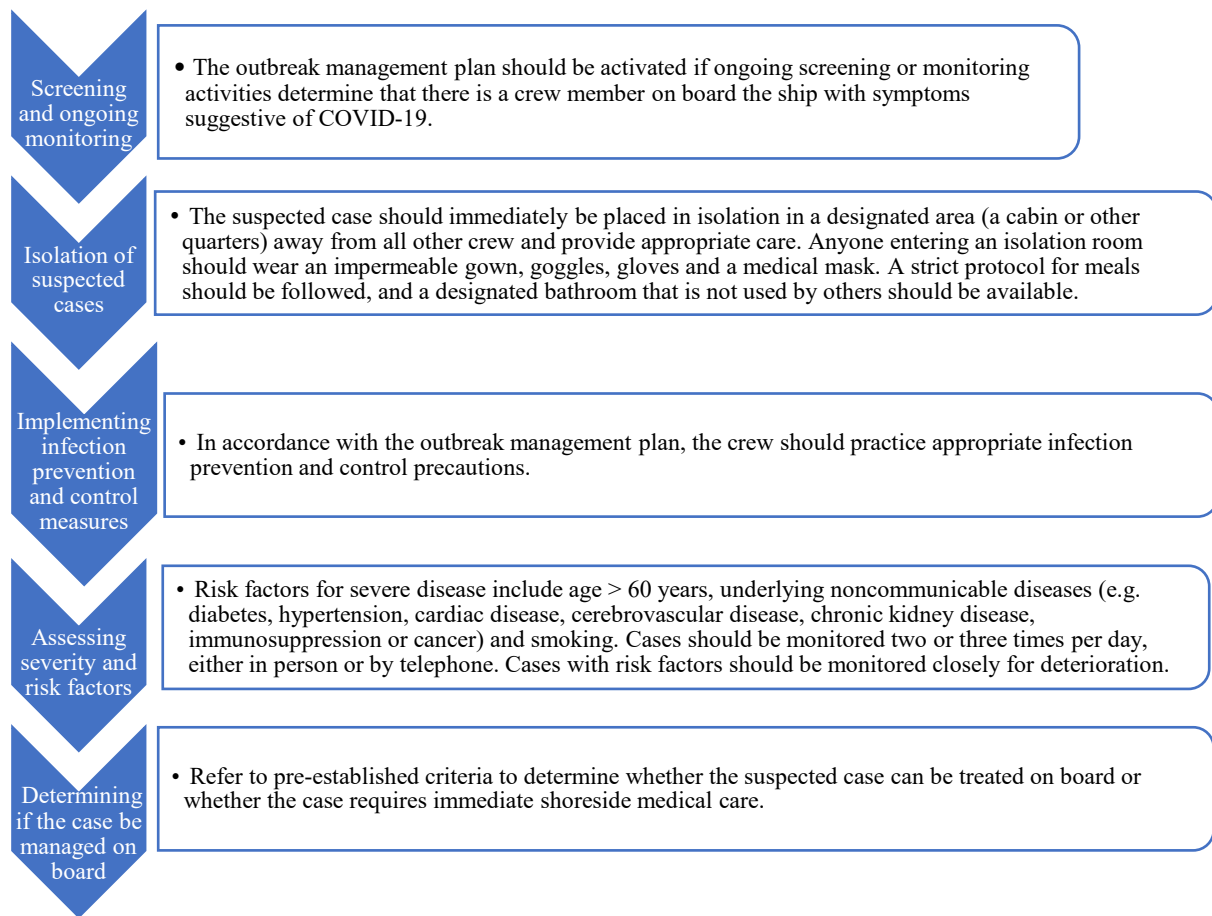 Screening
and ongoing
monitoring
• The outbreak management plan should be activated if ongoing screening or monitoring
activities determine that there is a crew member on board the ship with symptoms
suggestive of COVID-19.
Isolation of
suspected
cases
• The suspected case should immediately be placed in isolation in a designated area (a cabin or other
quarters) away from all other crew and provide appropriate care. Anyone entering an isolation room
should wear an impermeable gown, goggles, gloves and a medical mask. A strict protocol for meals
should be followed, and a designated bathroom that is not used by others should be available.
Implementing
infection
prevention
and control
measures
• In accordance with the outbreak management plan, the crew should practice appropriate infection
prevention and control precautions.
Assessing
severity and
risk factors
• Risk factors for severe disease include age > 60 years, underlying noncommunicable diseases (e.g.
diabetes, hypertension, cardiac disease, cerebrovascular disease, chronic kidney disease,
immunosuppression or cancer) and smoking. Cases should be monitored two or three times per day,
either in person or by telephone. Cases with risk factors should be monitored closely for deterioration.
Determining
if the case be
managed on
board
• Refer to pre-established criteria to determine whether the suspected case can be treated on board or
whether the case requires immediate shoreside medical care.